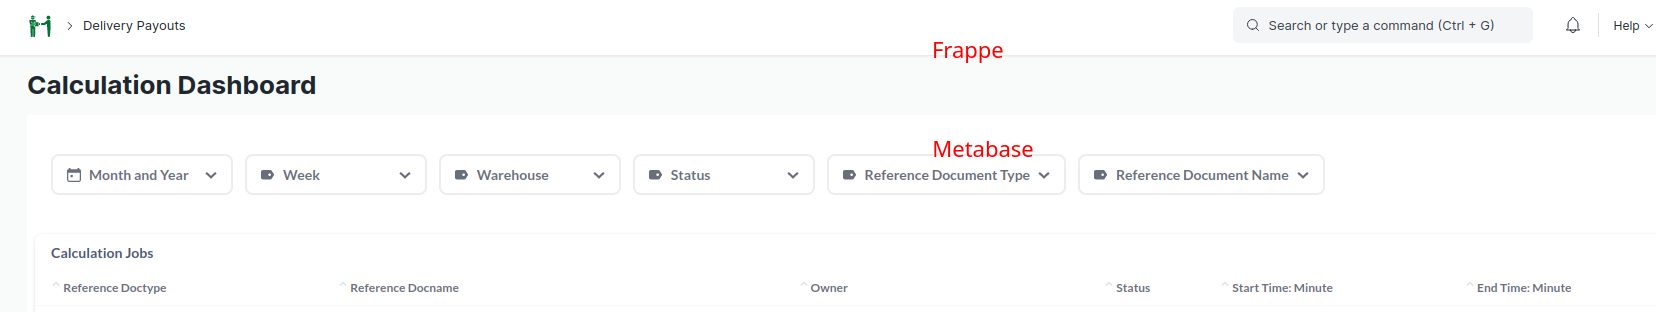 Delivery Payouts
Search or type a command (Ctrl + G)
Help
Frappe
Calculation Dashboard
Metabase
Month and Year
Week
Warehouse
Status
Reference Document Type
Reference Document Name
Calculation Jobs
Reference Doctype
Reference Docname
Owner
Status
Start Time: Minute
End Time: Minute